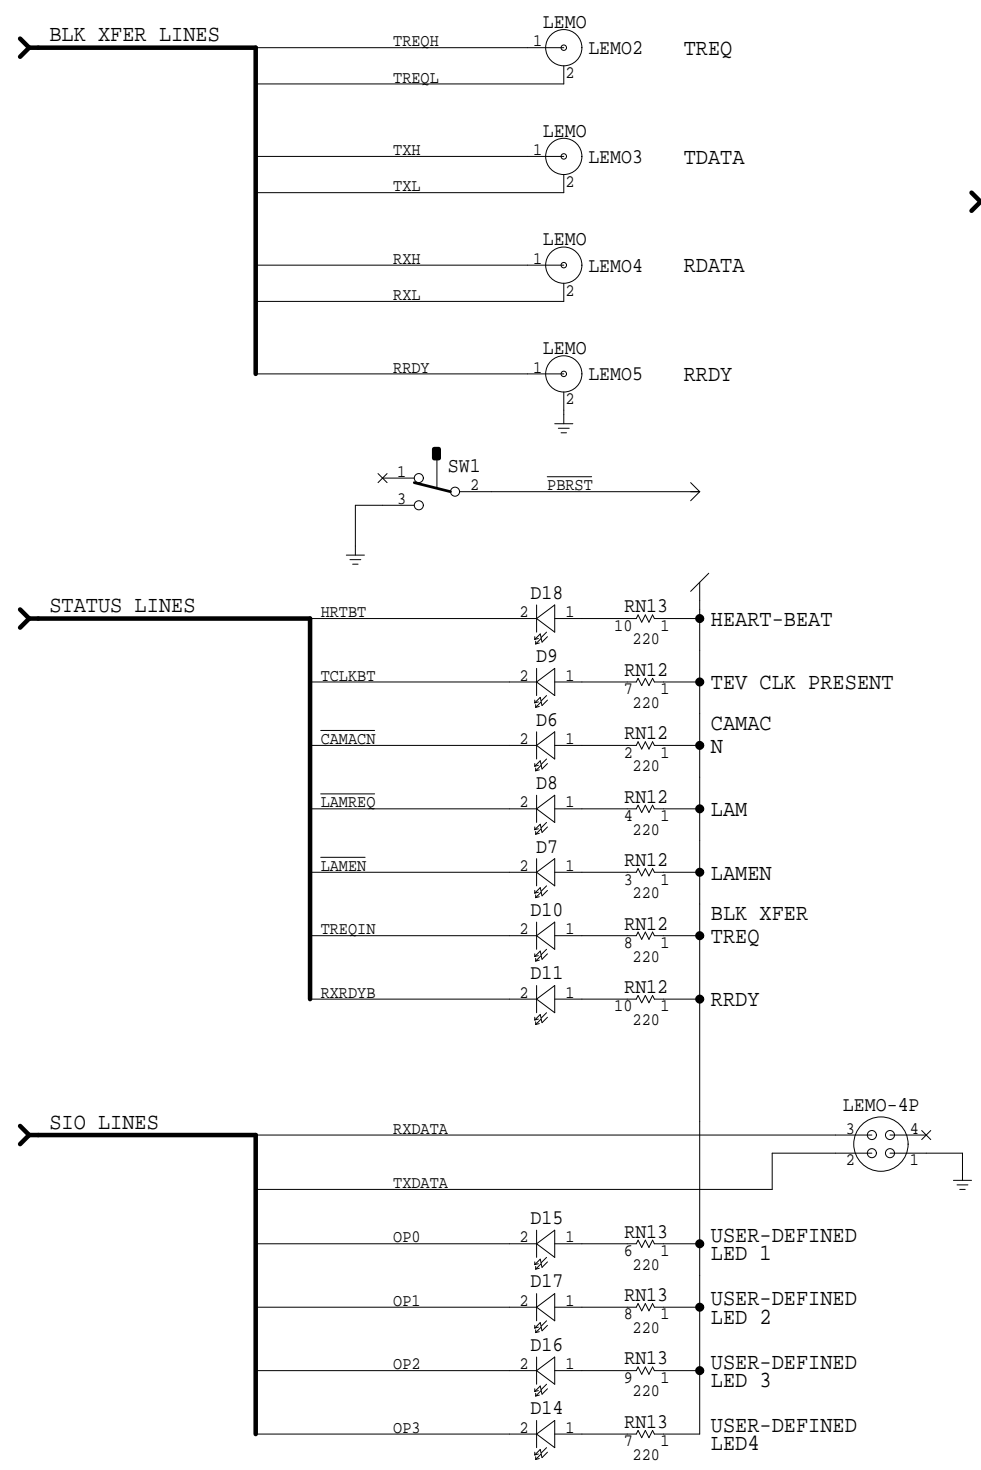 BLK XFER LINES
LEMO
TREQH 1 LEMO2 TREQ
TREQL 2
LEMO
TXH 1 LEMO3 TDATA
TXL 2
LEMO
RXH 1 LEMO4 RDATA
RXL 2
LEMO
RRDY 1 LEMO5 RRDY
2
1 SW1
2 PBRST
3
STATUS LINES
D18 RN13
HRTBT 2 1 10 1 HEART-BEAT
220
D9 RN12
TCLKBT 2 1 7 1 TEV CLK PRESENT
220
D6 RN12 CAMAC
CAMACN 2 1 2 1 N
220
D8 RN12
LAMREQ 2 1 4 1 LAM
220
D7 RN12
LAMEN 2 1 3 1 LAMEN
220
D10 RN12 BLK XFER
TREQIN 2 1 8 1 TREQ
220
D11 RN12
RXRDYB 2 1 10 1 RRDY
220
LEMO-4P
SIO LINES
RXDATA 3 4
2 1
TXDATA
D15 RN13 USER-DEFINED
OP0 2 1 6 1 LED 1
220
D17 RN13 USER-DEFINED
OP1 2 1 8 1 LED 2
220
D16 RN13 USER-DEFINED
OP2 2 1 9 1 LED 3
220
D14 RN13 USER-DEFINED
OP3 2 1 7 1 LED4
220